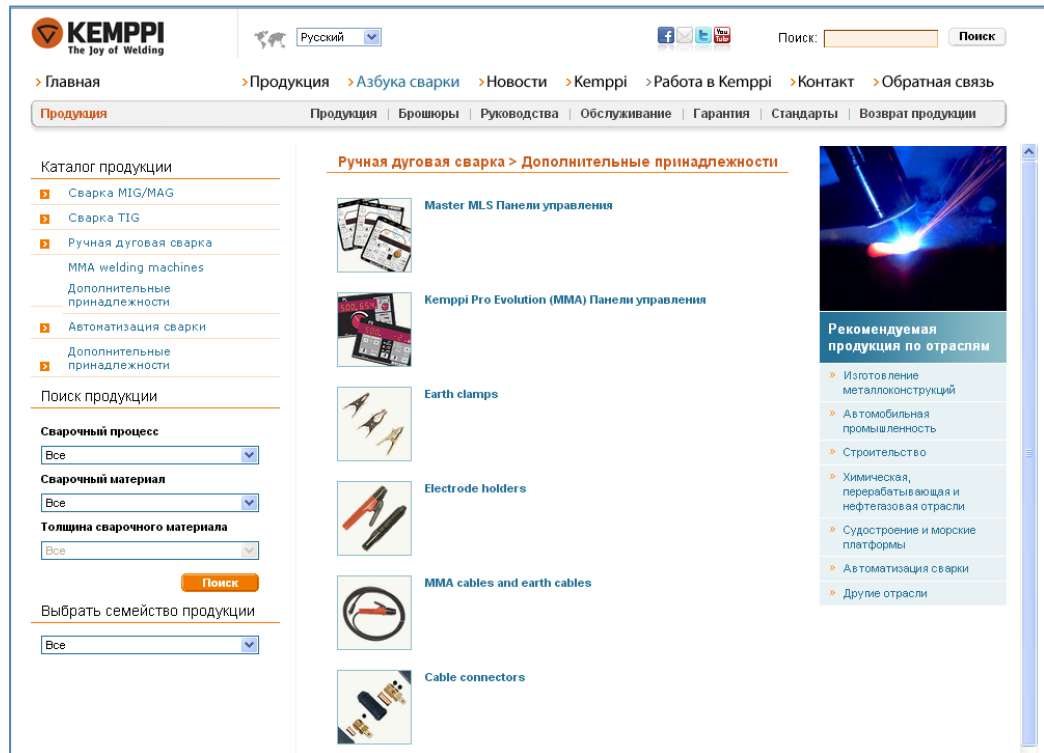 KEMPPI
The Joy of Welding
Русский
You Tube
Поиск:
Поиск
Главная
Продукция
Азбука сварки
Новости
Kemppi
Работа в Kemppi
Контакт
Обратная связь
Продукция
Продукция | Брошюры | Руководства | Обслуживание | Гарантия | Стандарты | Возврат продукции
Каталог продукции
Сварка MIG/MAG
Сварка TIG
Ручная дуговая сварка
MMA welding machines
Дополнительные
принадлежности
Автоматизация сварки
Дополнительные
принадлежности
Поиск продукции
Сварочный процесс
Все
Сварочный материал
Все
Толщина сварочного материала
Все
Поиск
Выбрать семейство продукции
Все
Ручная дуговая сварка > Дополнительные принадлежности
Master MLS Панели управления
Kemppi Pro Evolution (MMA) Панели управления
Earth clamps
Electrode holders
MMA cables and earth cables
Cable connectors
Рекомендуемая
продукция по отраслям
Изготовление
металлоконструкций
Автомобильная
промышленность
Строительство
Химическая,
перерабатывающая и
нефтегазовая отрасли
Судостроение и морские
платформы
Автоматизация сварки
Другие отрасли